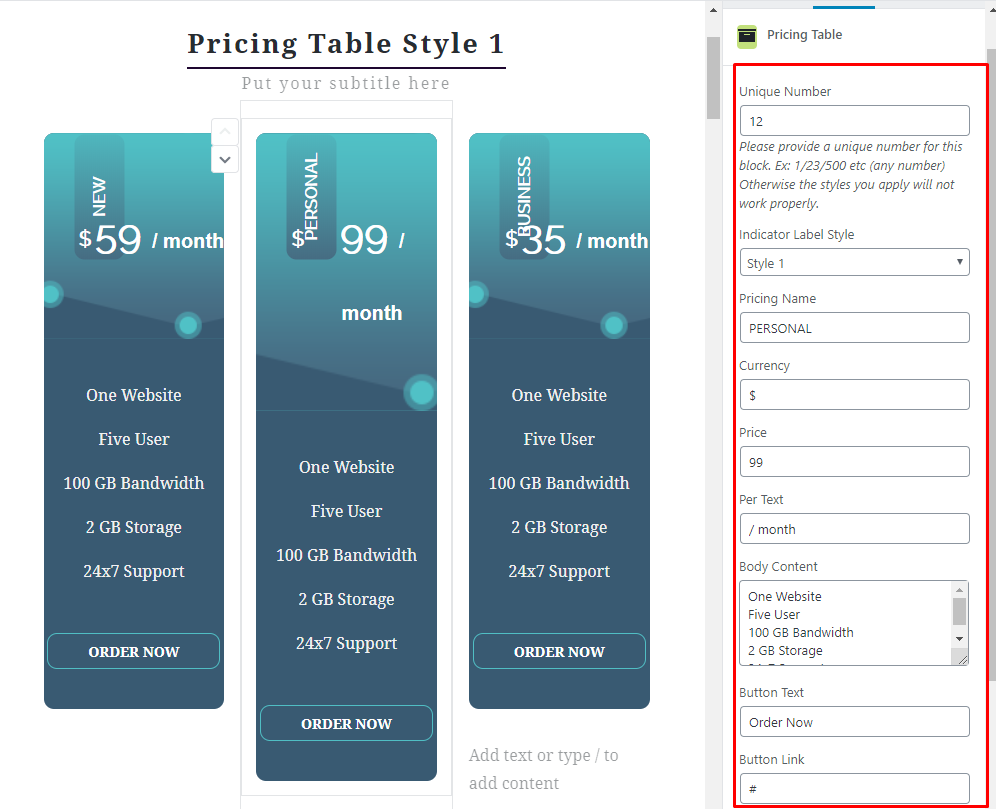 Pricing Table Style 1
Put your subtitle here
NEW
$59 / month
One Website
Five User
100 GB Bandwidth
2 GB Storage
24x7 Support
ORDER NOW
PERSONAL
$99 /
month
One Website
Five User
100 GB Bandwidth
2 GB Storage
24x7 Support
ORDER NOW
BUSINESS
$35 / month
One Website
Five User
100 GB Bandwidth
2 GB Storage
24x7 Support
ORDER NOW
Add text or type / to
add content
Pricing Table
Unique Number
12
Please provide a unique number for this
block. Ex: 1/23/500 etc (any number)
Otherwise the styles you apply will not
work properly.
Indicator Label Style
Style 1
Pricing Name
PERSONAL
Currency
$
Price
99
Per Text
/ month
Body Content
One Website
Five User
100 GB Bandwidth
2 GB Storage
Button Text
Order Now
Button Link
#